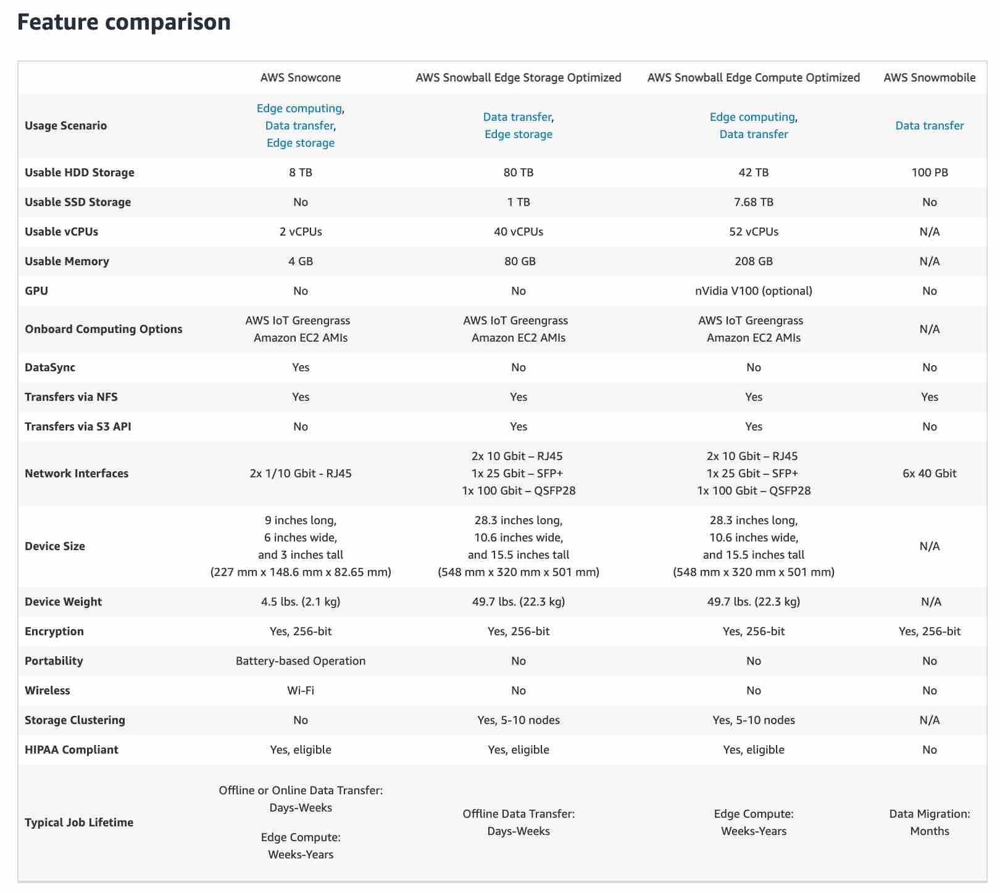 Feature comparison
AWS Snowcone AWS Snowball Edge Storage Optimized AWS Snowball Edge Compute Optimized AWS Snowmobile
Usage Scenario
Edge computing,
Data transfer,
Edge storage
Data transfer,
Edge storage
Edge computing,
Data transfer
Data transfer
Usable HDD Storage 8 TB 80 TB 42 TB 100 PB
Usable SSD Storage No 1 TB 7.68 TB No
Usable vCPUs 2 vCPUs 40 vCPUs 52 vCPUs N/A
Usable Memory 4 GB 80 GB 208 GB N/A
GPU No No nVidia V100 (optional) No
Onboard Computing Options
AWS IoT Greengrass
Amazon EC2 AMIs
AWS IoT Greengrass
Amazon EC2 AMIs
AWS IoT Greengrass
Amazon EC2 AMIs
N/A
DataSync Yes No No No
Transfers via NFS Yes Yes Yes Yes
Transfers via S3 API No Yes Yes No
Network Interfaces
2x 1/10 Gbit - RJ45
2x 10 Gbit – RJ45
1x 25 Gbit – SFP+
1x 100 Gbit – QSFP28
2x 10 Gbit – RJ45
1x 25 Gbit – SFP+
1x 100 Gbit – QSFP28
6x 40 Gbit
Device Size
9 inches long,
6 inches wide,
and 3 inches tall
(227 mm x 148.6 mm x 82.65 mm)
28.3 inches long,
10.6 inches wide,
and 15.5 inches tall
(548 mm x 320 mm x 501 mm)
28.3 inches long,
10.6 inches wide,
and 15.5 inches tall
(548 mm x 320 mm x 501 mm)
N/A
Device Weight 4.5 lbs. (2.1 kg) 49.7 lbs. (22.3 kg) 49.7 lbs. (22.3 kg) N/A
Encryption Yes, 256-bit Yes, 256-bit Yes, 256-bit Yes, 256-bit
Portability Battery-based Operation No No No
Wireless Wi-Fi No No No
Storage Clustering No Yes, 5-10 nodes Yes, 5-10 nodes N/A
HIPAA Compliant Yes, eligible Yes, eligible Yes, eligible No
Typical Job Lifetime
Offline or Online Data Transfer:
Days-Weeks
Edge Compute:
Weeks-Years
Offline Data Transfer:
Days-Weeks
Edge Compute:
Weeks-Years
Data Migration:
Months